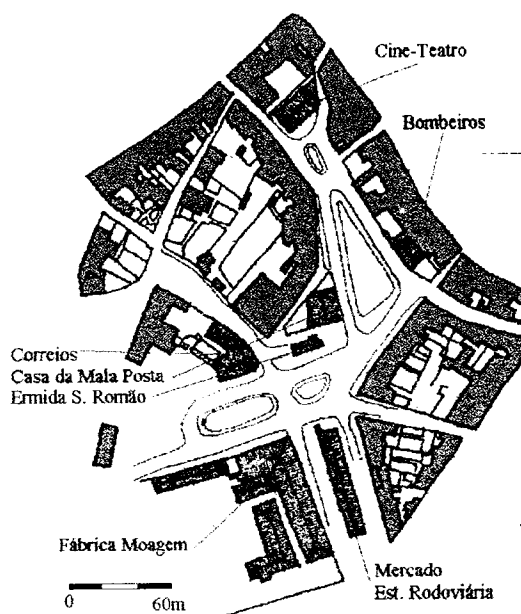 Cine-Teatro
Bombeiros
Correios
Casa da Mala Posta
Ermida S. Romão
Fábrica Moagem
Mercado
Est. Rodoviária
0 60m